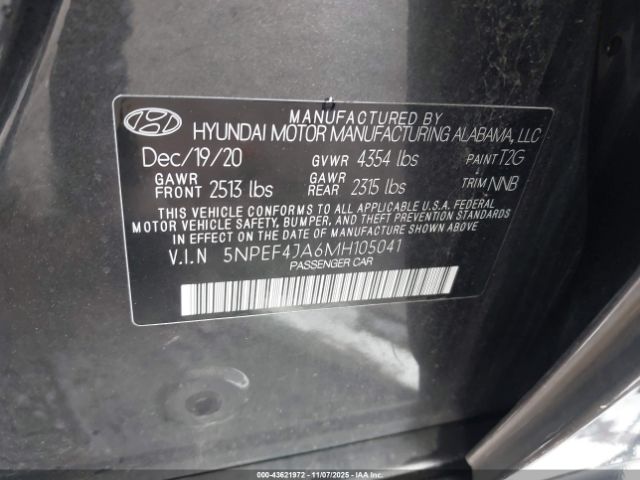 MANUFACTURED BY
HYUNDAI MOTOR MANUFACTURING ALABAMA, LLC
Dec/19/20 GVWR 4354 lbs PAINT T2G
GAWR FRONT 2513 lbs GAWR REAR 2315 lbs TRIM NNB
THIS VEHICLE CONFORMS TO ALL APPLICABLE U.S.A. FEDERAL
MOTOR VEHICLE SAFETY, BUMPER, AND THEFT PREVENTION STANDARDS
IN EFFECT ON THE DATE OF MANUFACTURE SHOWN ABOVE.
V.I.N 5NPEF4JA6MH105041
PASSENGER CAR
000-43621972 | 11/07/2025 - IAAI.COM